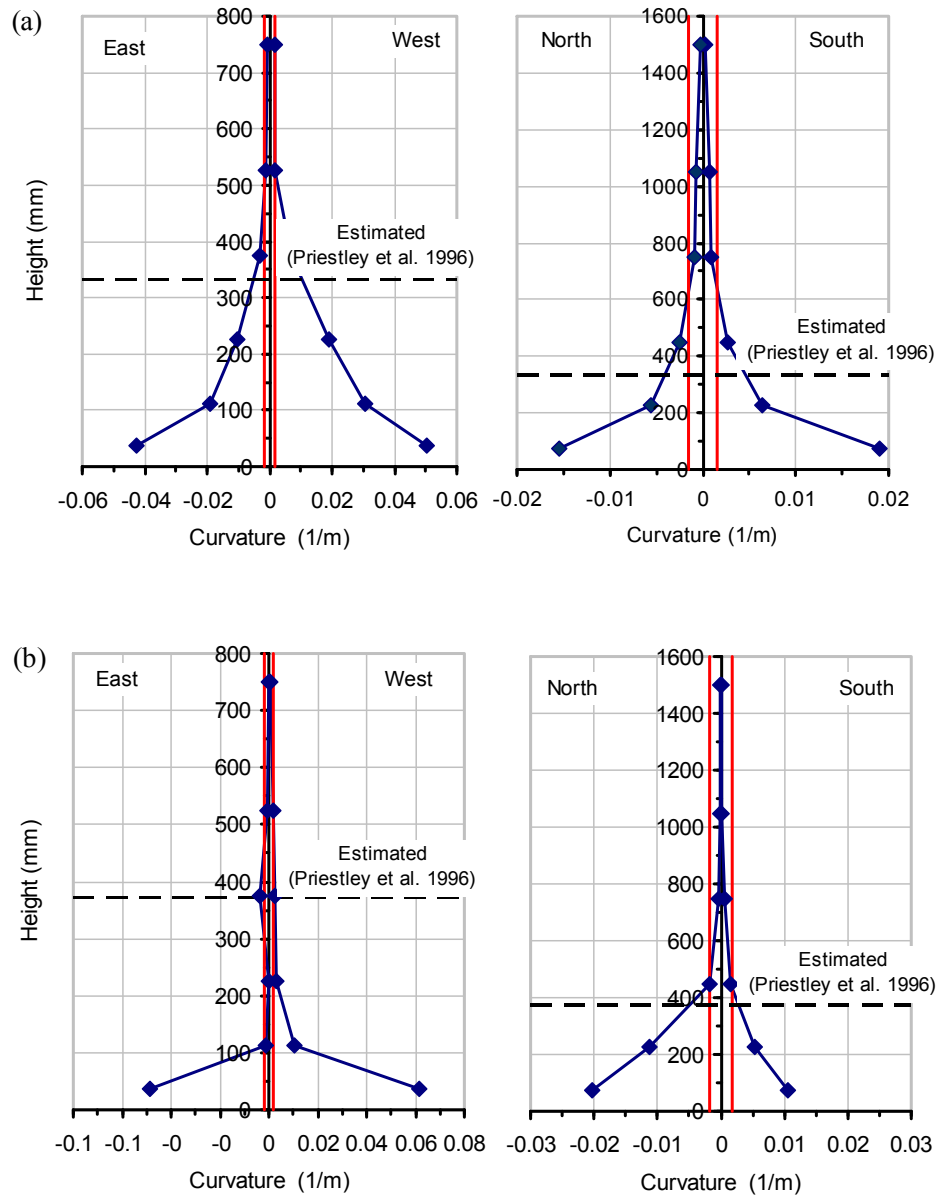 (a)
800
700
600
500
400
300
200
100
0
East
West
Estimated
(Priestley et al. 1996)
Height (mm)
-0.06 -0.04 -0.02 0 0.02 0.04 0.06
Curvature (1/m)
1600
1400
1200
1000
800
600
400
200
0
North
South
Estimated
(Priestley et al. 1996)
-0.02 -0.01 0 0.01 0.02
Curvature (1/m)
(b)
800
700
600
500
400
300
200
100
0
East
West
Estimated
(Priestley et al. 1996)
Height (mm)
-0.1 -0.1 -0 -0 0 0.02 0.04 0.06 0.08
Curvature (1/m)
1600
1400
1200
1000
800
600
400
200
0
North
South
Estimated
(Priestley et al. 1996)
-0.03 -0.02 -0.01 0 0.01 0.02 0.03
Curvature (1/m)